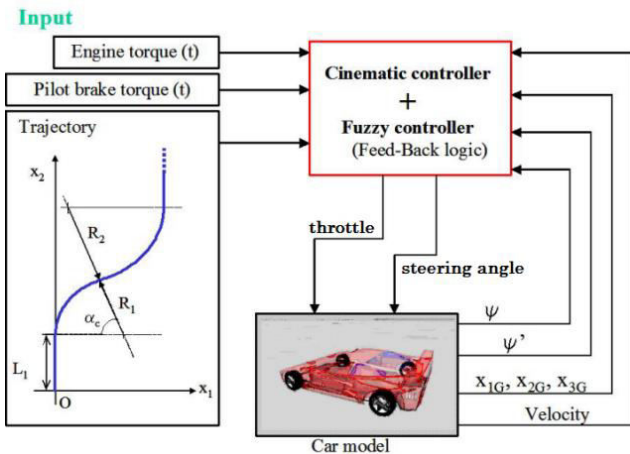 Input
Engine torque (t)
Pilot brake torque (t)
Trajectory
x₂
R₂
R₁
α꜀
L₁
O
x₁
Cinematic controller
+
Fuzzy controller
(Feed-Back logic)
throttle
steering angle
ψ
ψ’
x₁G, x₂G, x₃G
Velocity
Car model